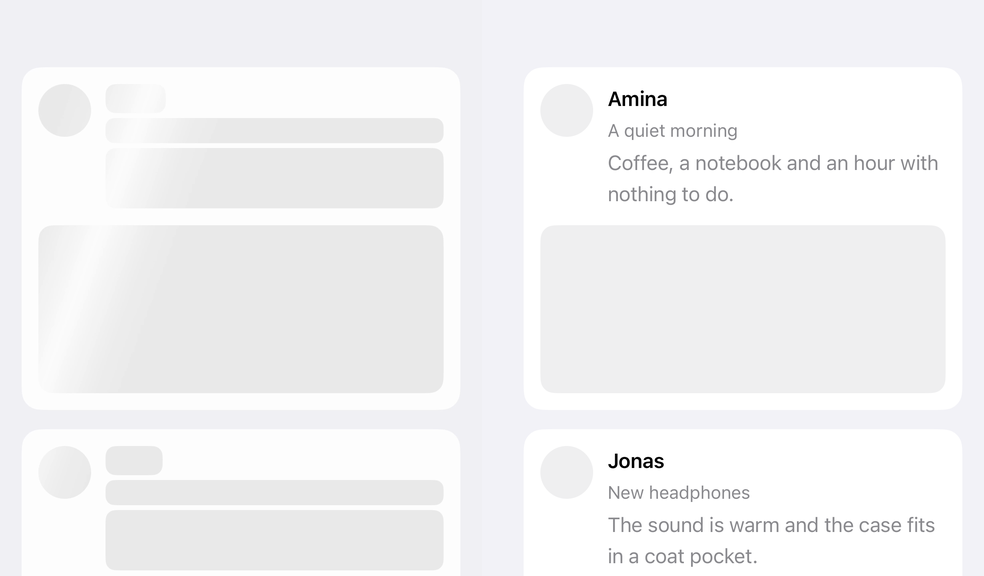 Amina
A quiet morning
Coffee, a notebook and an hour with
nothing to do.
Jonas
New headphones
The sound is warm and the case fits
in a coat pocket.